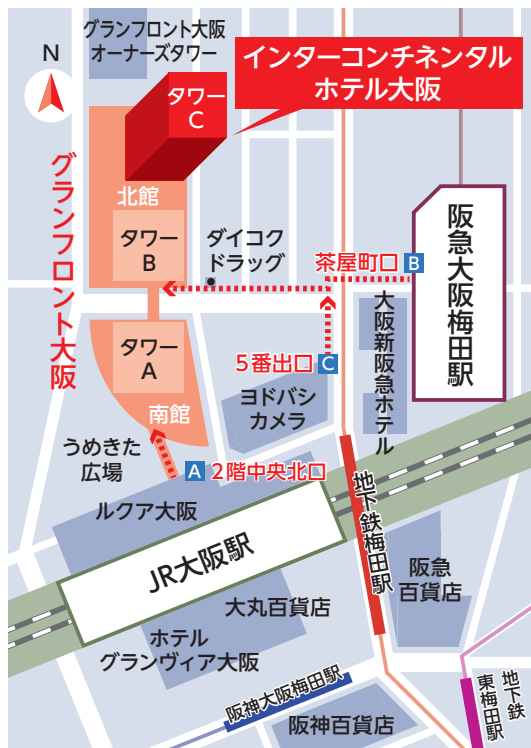 グランフロント大阪
オーナーズタワー
N
インターコンチネンタル
ホテル大阪
タワー
C
グランフロント大阪
北館
タワー
B
ダイコク
ドラッグ
茶屋町口 B
阪急大阪梅田駅
タワー
A
南館
5番出口 C
大阪新阪急ホテル
ヨドバシ
カメラ
うめきた
広場
A 2階中央北口
ルクア大阪
地下鉄梅田駅
JR大阪駅
阪急
百貨店
大丸百貨店
ホテル
グランヴィア大阪
阪神大阪梅田駅
阪神百貨店
地下鉄
東梅田駅